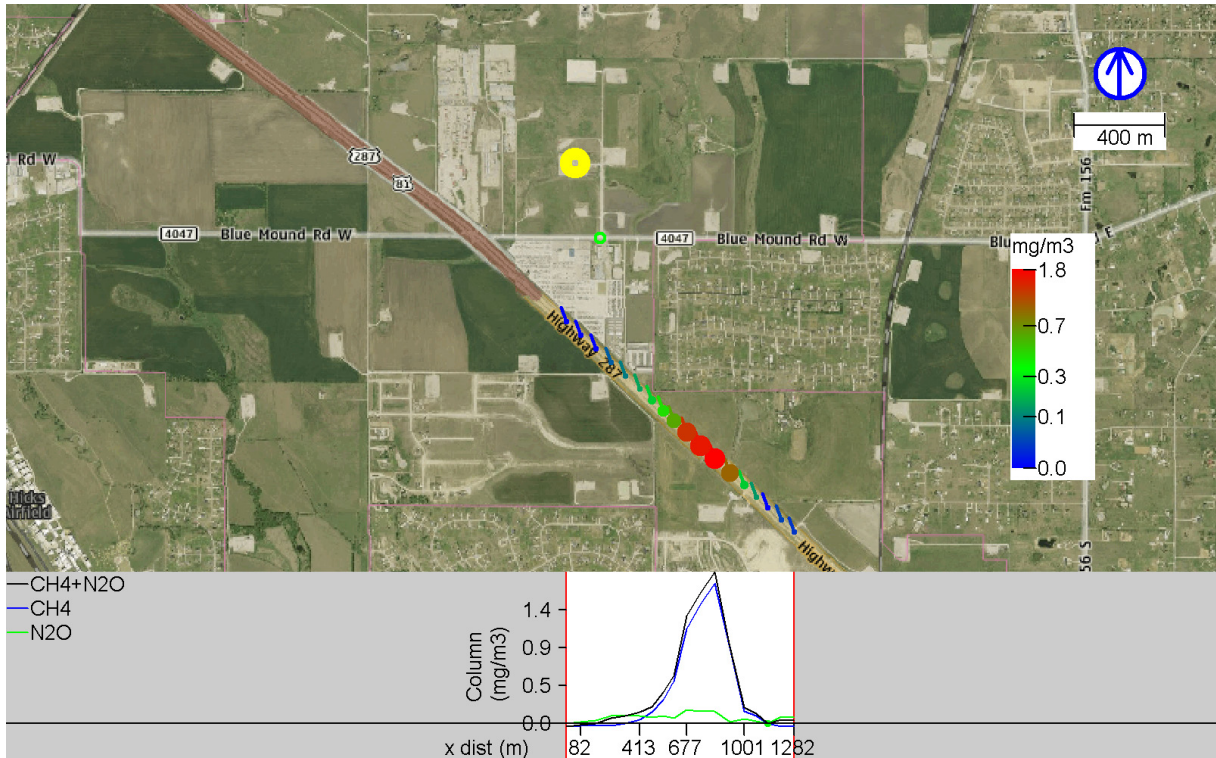 400 m
d Rd W
287
81
4047
Blue Mound Rd W
4047
Blue Mound Rd W
Blu
d E
Fm 156
mg/m3
1.8
0.7
0.3
0.1
0.0
Highway 287
Hicks
Airfield
Highw
56 S
CH4+N2O
CH4
N2O
Column
(mg/m3)
1.4
0.9
0.5
0.0
x dist (m)
82
413
677
1001
1282